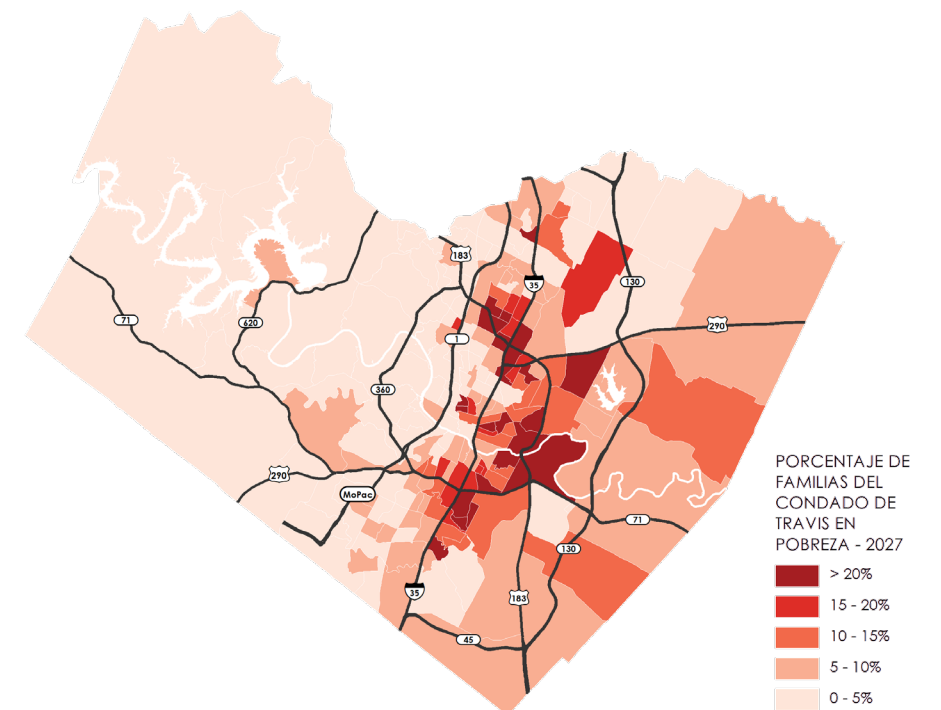 183
35
130
290
71
620
1
360
290
MoPac
71
130
35
183
45
PORCENTAJE DE
FAMILIAS DEL
CONDADO DE
TRAVIS EN
POBREZA - 2027
> 20%
15 - 20%
10 - 15%
5 - 10%
0 - 5%